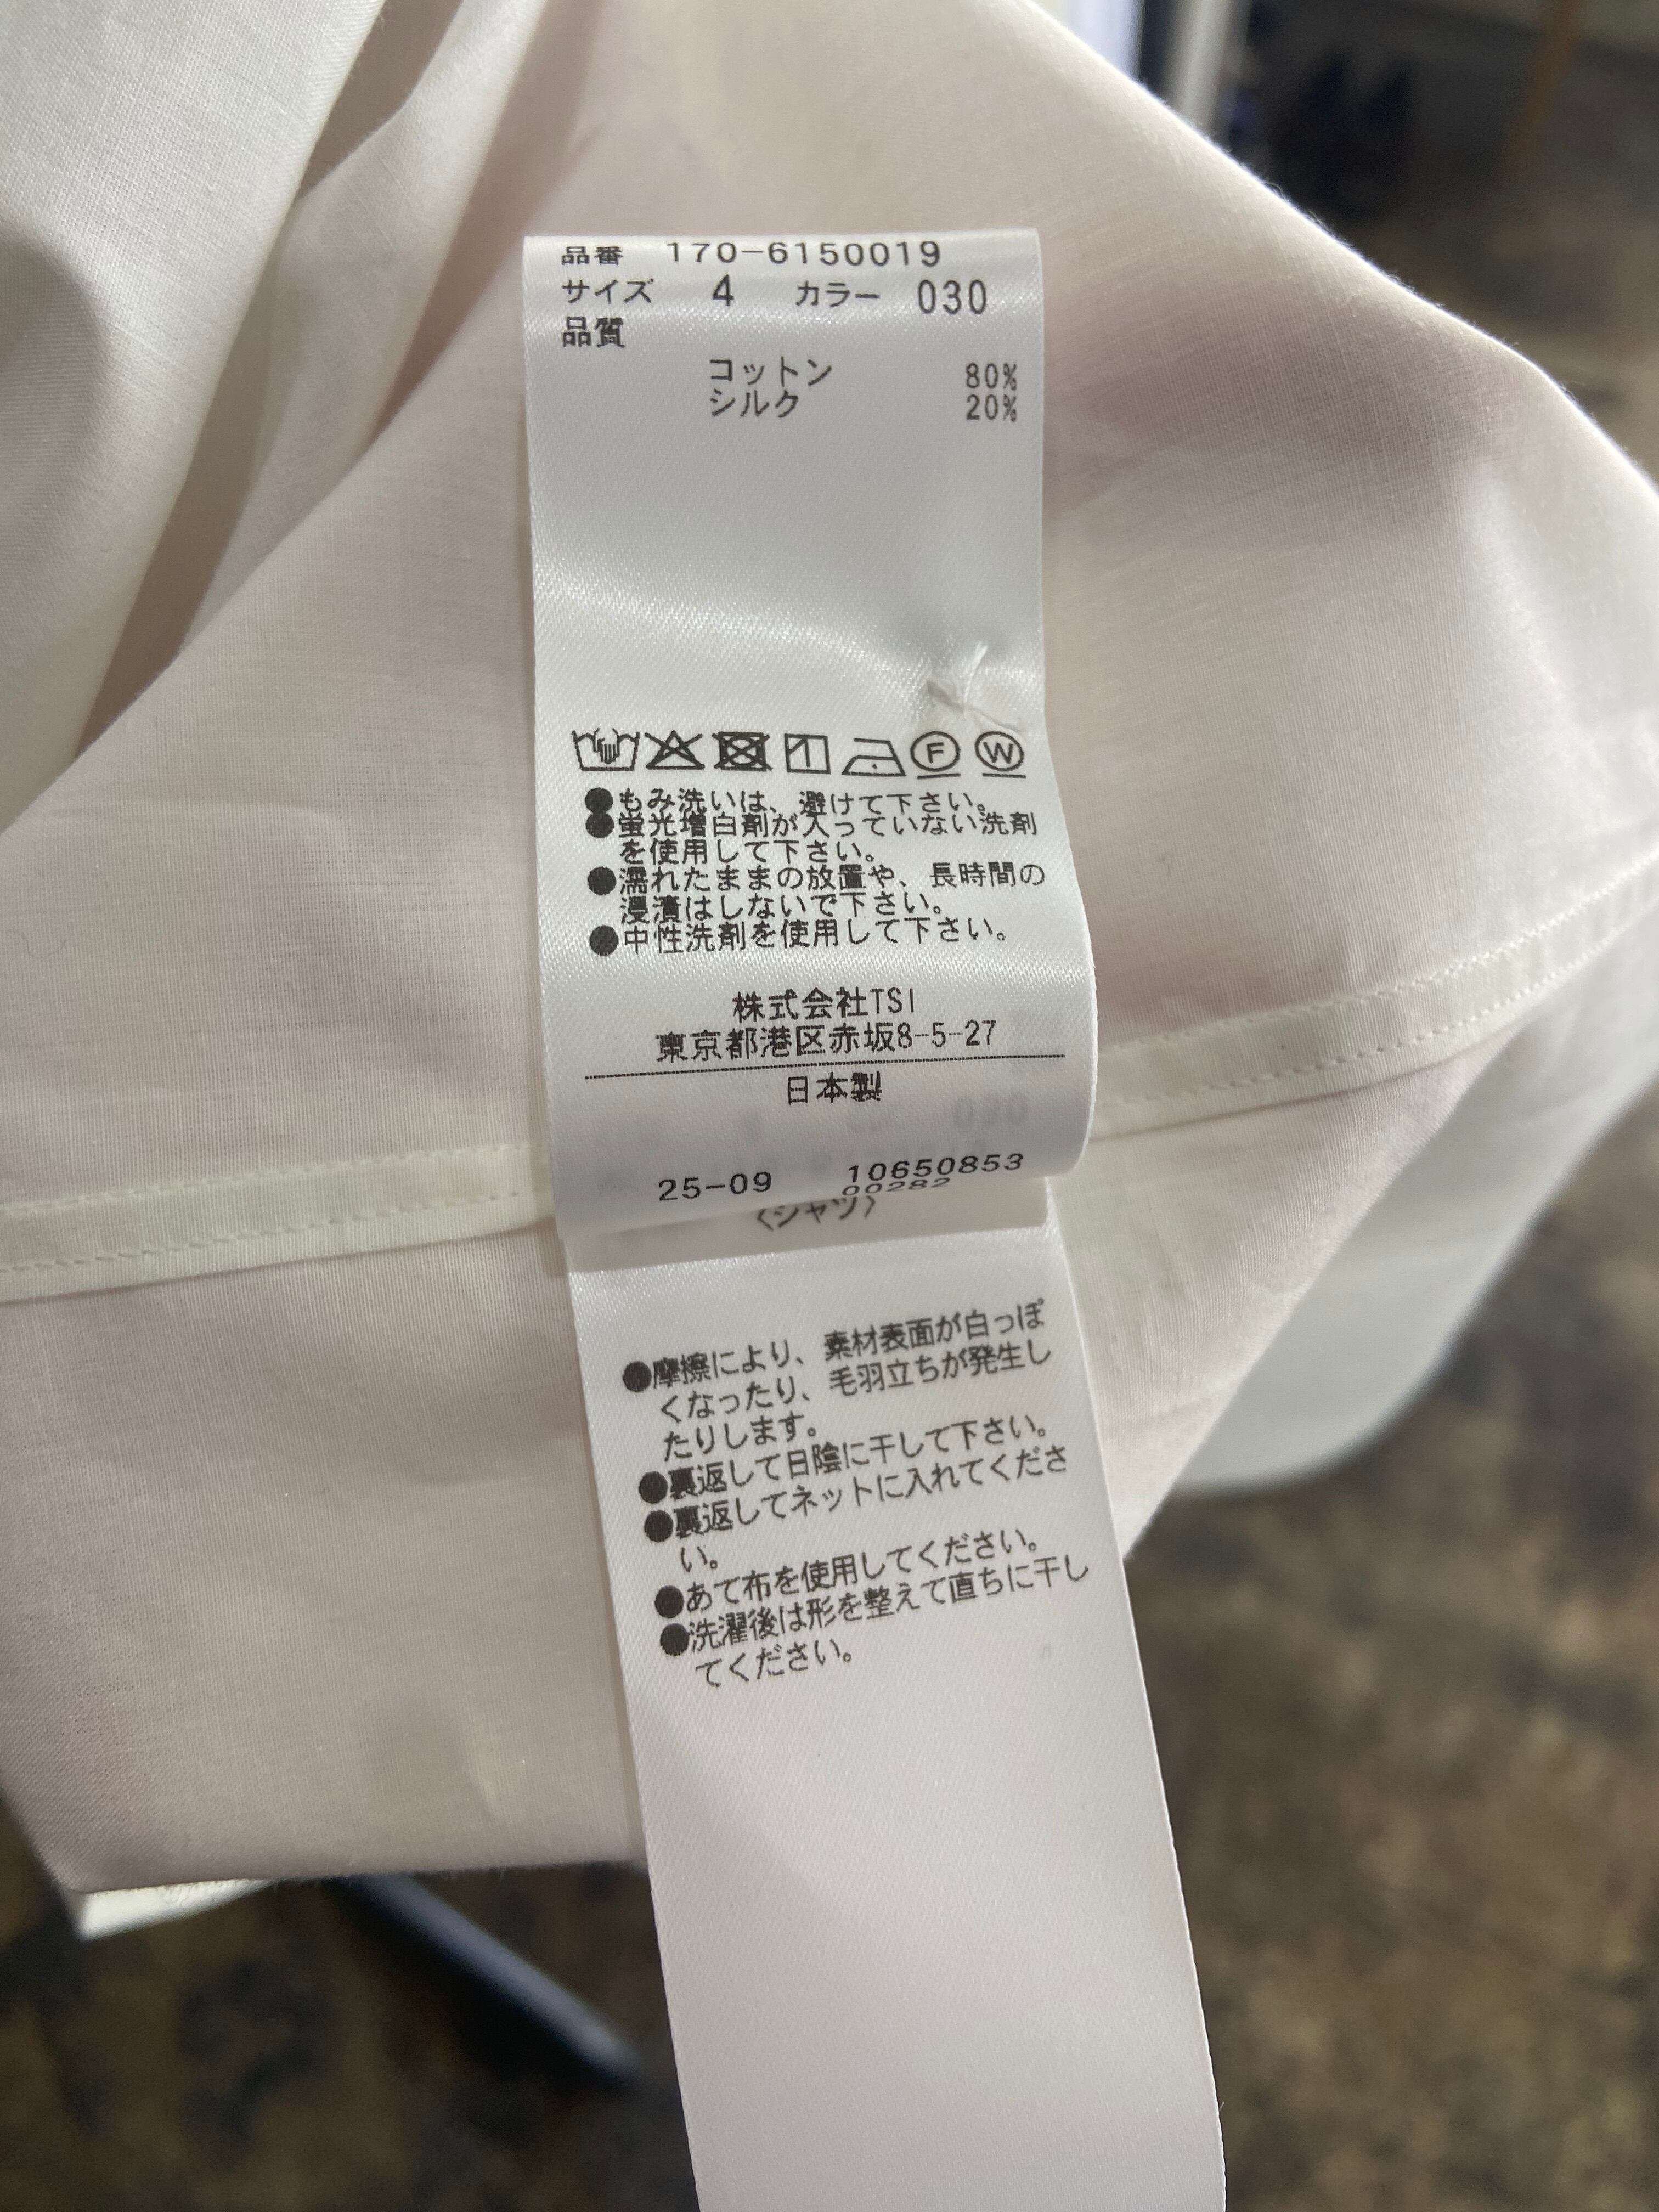 品番 170-6150019
サイズ 4 カラー 030
品質
コットン 80%
シルク 20%
F W
●もみ洗いは、避けて下さい。
●蛍光増白剤が入っていない洗剤
を使用して下さい。
●濡れたままの放置や、長時間の
浸漬はしないで下さい。
●中性洗剤を使用して下さい。
株式会社TSI
東京都港区赤坂8-5-27
日本製
25-09 10650853
00282
〈シャツ〉
●摩擦により、素材表面が白っぽ
くなったり、毛羽立ちが発生し
たりします。
●裏返して日陰に干して下さい。
●裏返してネットに入れてくださ
い。
●あて布を使用してください。
●洗濯後は形を整えて直ちに干し
てください。